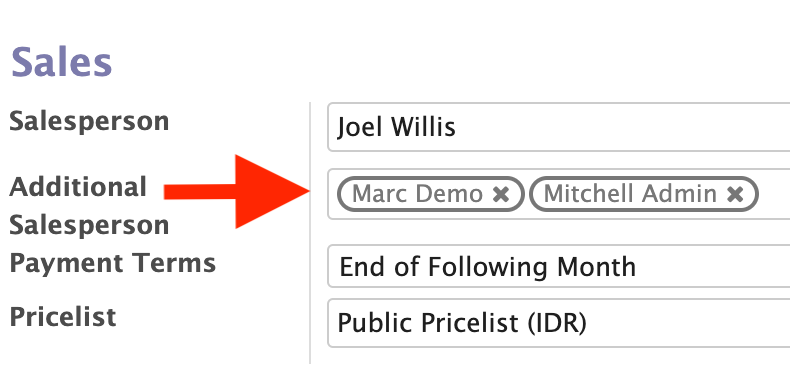 Sales
Salesperson
Joel Willis
Additional
Salesperson
Marc Demo ✖ Mitchell Admin ✖
Payment Terms
End of Following Month
Pricelist
Public Pricelist (IDR)